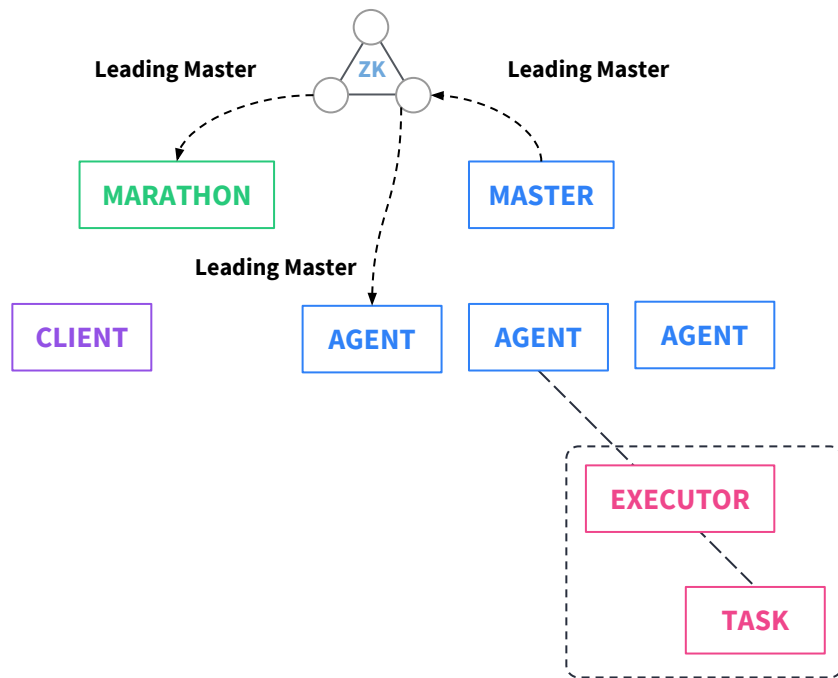 ZK
Leading Master
Leading Master
MARATHON
MASTER
Leading Master
CLIENT
AGENT
AGENT
AGENT
EXECUTOR
TASK